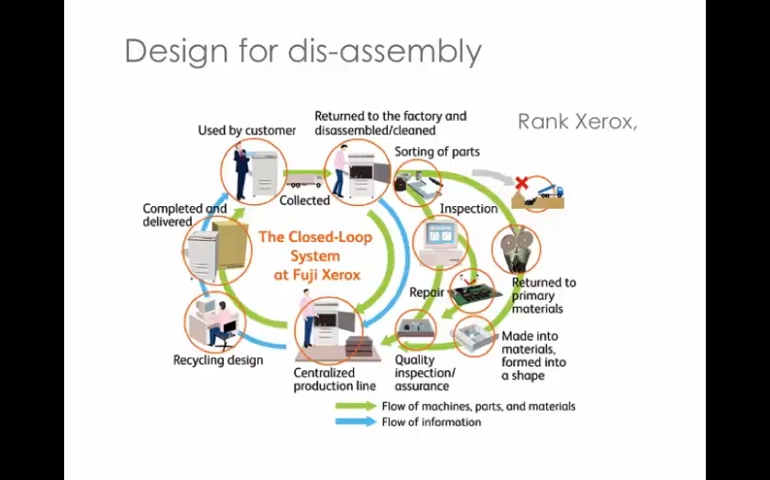 Design for dis-assembly
Rank Xerox,
Returned to the factory and
disassembled/cleaned
Used by customer
Sorting of parts
Collected
Completed and
delivered
Inspection
The Closed-Loop
System
at Fuji Xerox
Repair
Returned to
primary
materials
Recycling design
Centralized
production line
Quality
inspection/
assurance
Made into
materials,
formed into
a shape
Flow of machines, parts, and materials
Flow of information